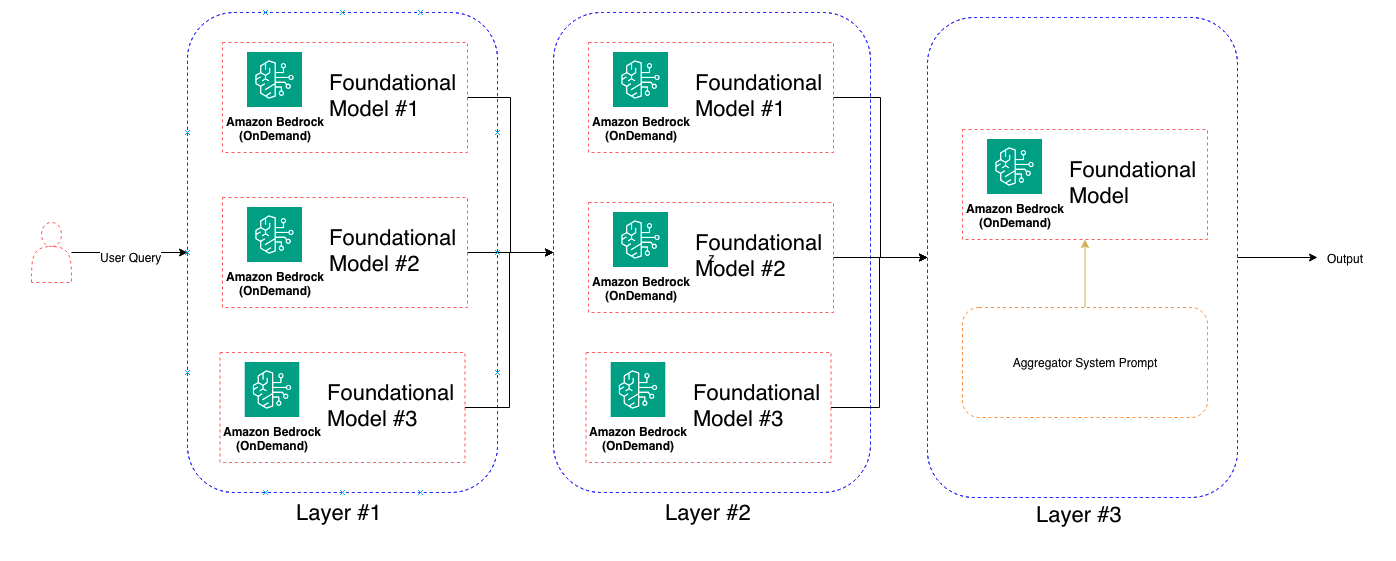 User Query
Foundational
Model #1
Amazon Bedrock
(OnDemand)
Foundational
Model #2
Amazon Bedrock
(OnDemand)
Foundational
Model #3
Amazon Bedrock
(OnDemand)
Layer #1
Foundational
Model #1
Amazon Bedrock
(OnDemand)
Foundational
z
Model #2
Amazon Bedrock
(OnDemand)
Foundational
Model #3
Amazon Bedrock
(OnDemand)
Layer #2
Foundational
Model
Amazon Bedrock
(OnDemand)
Aggregator System Prompt
Layer #3
Output